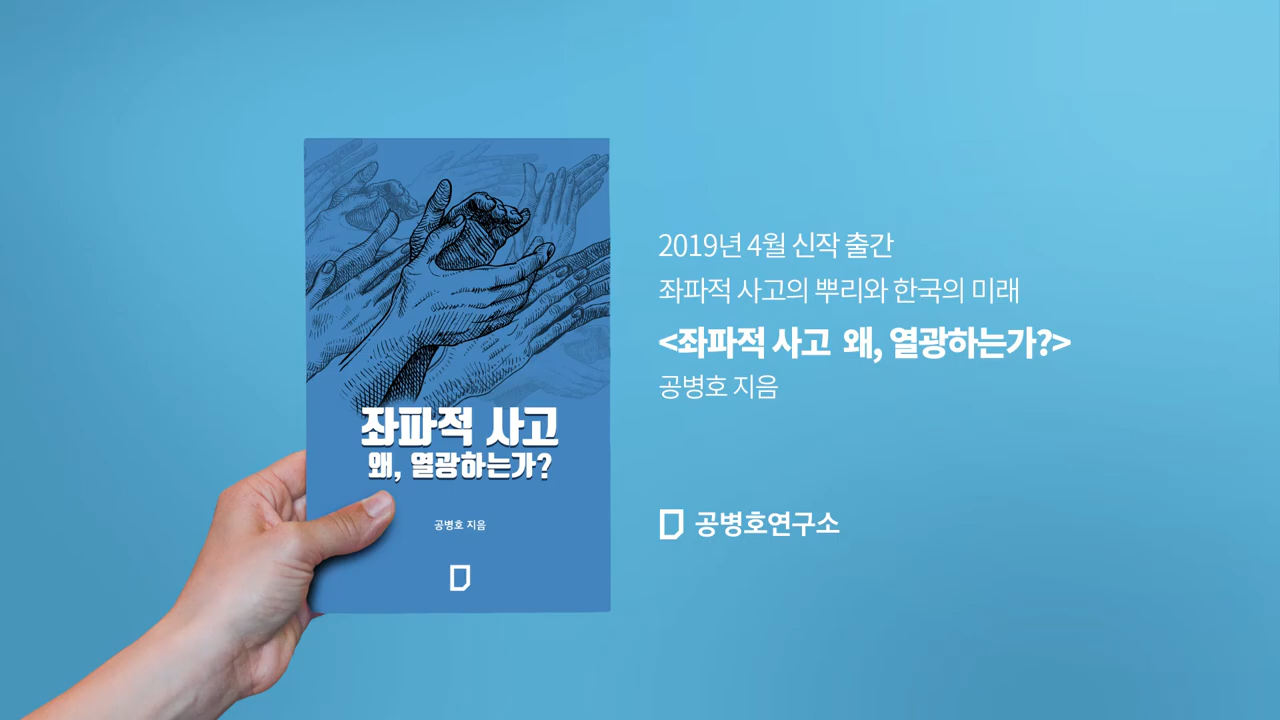 좌파적 사고
왜, 열광하는가?
공병호 지음
2019년 4월 신작 출간
좌파적 사고의 뿌리와 한국의 미래
<좌파적 사고 왜, 열광하는가?>
공병호 지음
공병호연구소